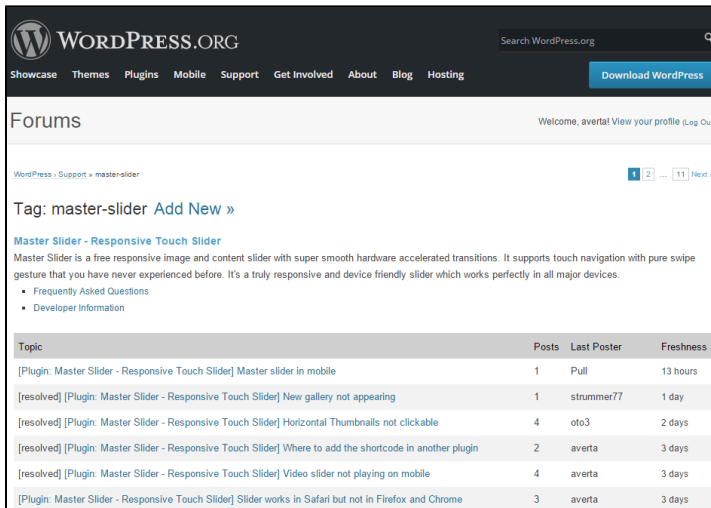 WORDPRESS.ORG
Search WordPress.org
Showcase Themes Plugins Mobile Support Get Involved About Blog Hosting Download WordPress
Forums
Welcome, averta! View your profile (Log Ou
WordPress › Support » master-slider
1 2 ... 11 Next
Tag: master-slider Add New »
Master Slider - Responsive Touch Slider
Master Slider is a free responsive image and content slider with super smooth hardware accelerated transitions. It supports touch navigation with pure swipe
gesture that you have never experienced before. It's a truly responsive and device friendly slider which works perfectly in all major devices.
Frequently Asked Questions
Developer Information
Topic Posts Last Poster Freshness
[Plugin: Master Slider - Responsive Touch Slider] Master slider in mobile 1 Pull 13 hours
[resolved] [Plugin: Master Slider - Responsive Touch Slider] New gallery not appearing 1 strummer77 1 day
[resolved] [Plugin: Master Slider - Responsive Touch Slider] Horizontal Thumbnails not clickable 4 oto3 2 days
[resolved] [Plugin: Master Slider - Responsive Touch Slider] Where to add the shortcode in another plugin 2 averta 3 days
[resolved] [Plugin: Master Slider - Responsive Touch Slider] Video slider not playing on mobile 4 averta 3 days
[Plugin: Master Slider - Responsive Touch Slider] Slider works in Safari but not in Firefox and Chrome 3 averta 3 days